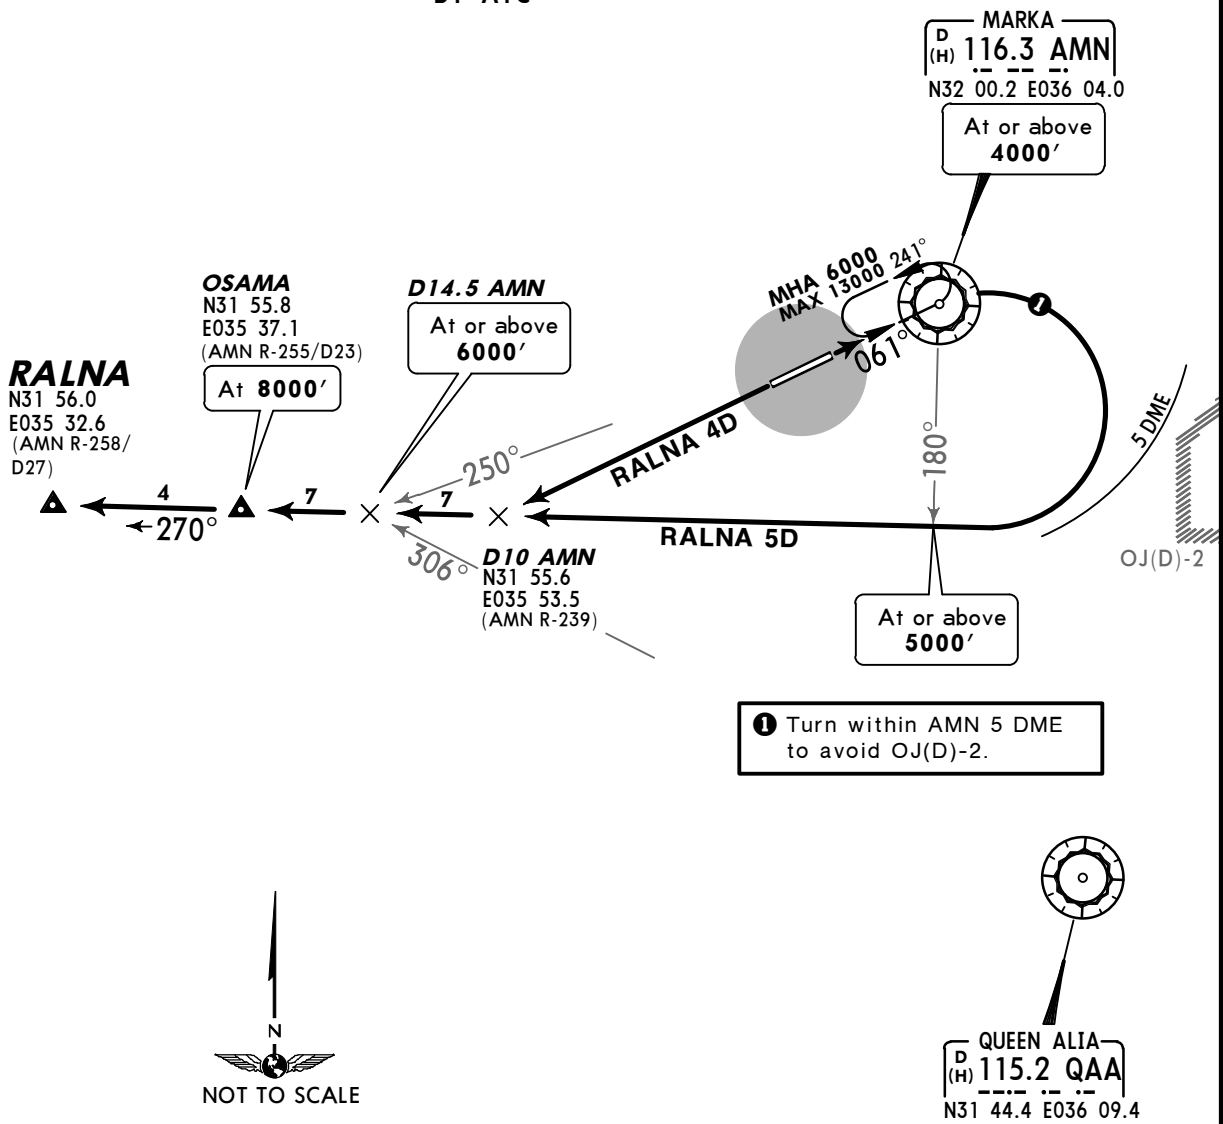 MARKA
D
(H) 116.3 AMN
N32 00.2 E036 04.0
At or above
4000'
MHA 6000
MAX 13000 241°
061°
OSAMA
N31 55.8
E035 37.1
(AMN R-255/D23)
At 8000'
D14.5 AMN
At or above
6000'
RALNA
N31 56.0
E035 32.6
(AMN R-258/
D27)
4
270°
7
7
250°
306°
RALNA 4D
RALNA 5D
180°
5 DME
1
D10 AMN
N31 55.6
E035 53.5
(AMN R-239)
OJ(D)-2
At or above
5000'
1 Turn within AMN 5 DME
to avoid OJ(D)-2.
N
NOT TO SCALE
QUEEN ALIA
D
(H) 115.2 QAA
N31 44.4 E036 09.4